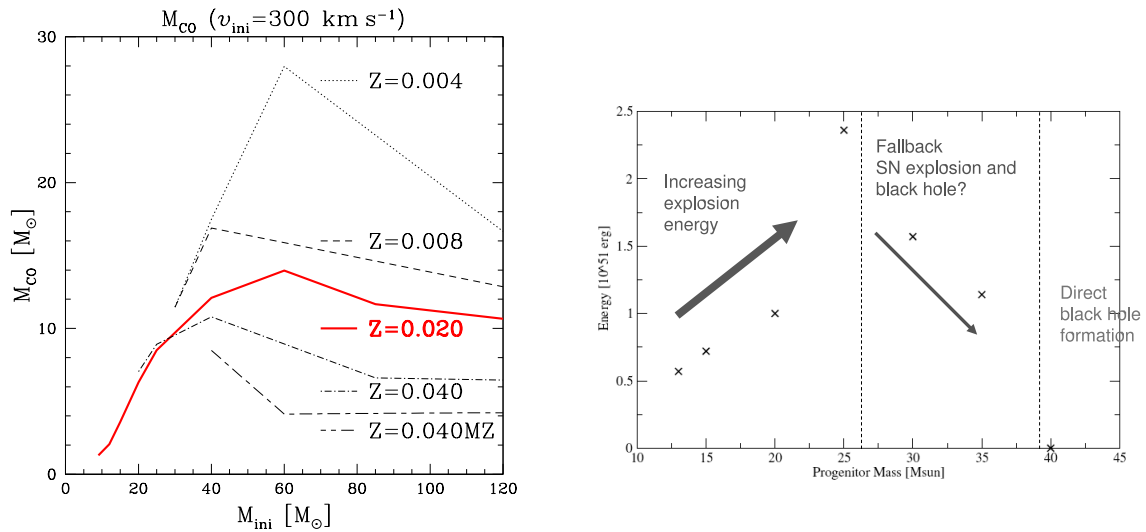 M_CO (υ_ini=300 km s⁻¹)
30
20
10
0
M_CO [M_⊙]
Z=0.004
Z=0.008
Z=0.020
Z=0.040
Z=0.040MZ
0 20 40 60 80 100 120
M_ini [M_⊙]
2.5
2
1.5
1
0.5
0
Energy [10^51 erg]
Increasing
explosion
energy
Fallback
SN explosion and
black hole?
Direct
black hole
formation
10 15 20 25 30 35 40 45
Progenitor Mass [Msun]